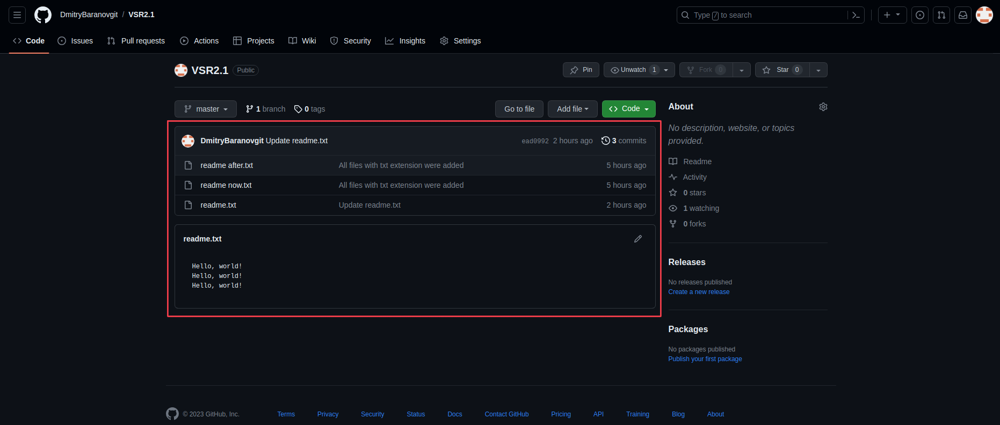 DmitryBaranovgit / VSR2.1
Type / to search
Code Issues Pull requests Actions Projects Wiki Security Insights Settings
VSR2.1 Public
Pin Unwatch 1 Fork 0 Star 0
master 1 branch 0 tags Go to file Add file Code
DmitryBaranovgit Update readme.txt ead0992 2 hours ago 3 commits
readme after.txt All files with txt extension were added 5 hours ago
readme now.txt All files with txt extension were added 5 hours ago
readme.txt Update readme.txt 2 hours ago
readme.txt
Hello, world!
Hello, world!
Hello, world!
About
No description, website, or topics
provided.
Readme
Activity
0 stars
1 watching
0 forks
Releases
No releases published
Create a new release
Packages
No packages published
Publish your first package
© 2023 GitHub, Inc. Terms Privacy Security Status Docs Contact GitHub Pricing API Training Blog About